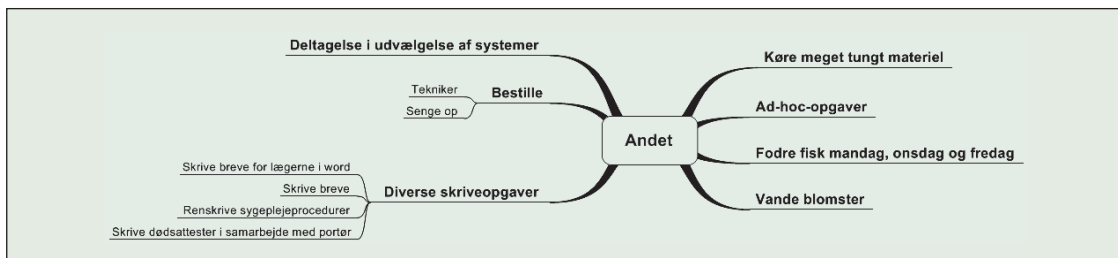 Deltagelse i udvælgelse af systemer
Tekniker
Senge op
Bestille
Skrive breve for lægerne i word
Skrive breve
Renskrive sygeplejeprocedurer
Skrive dødsattester i samarbejde med portør
Diverse skriveopgaver
Andet
Køre meget tungt materiel
Ad-hoc-opgaver
Fodre fisk mandag, onsdag og fredag
Vande blomster